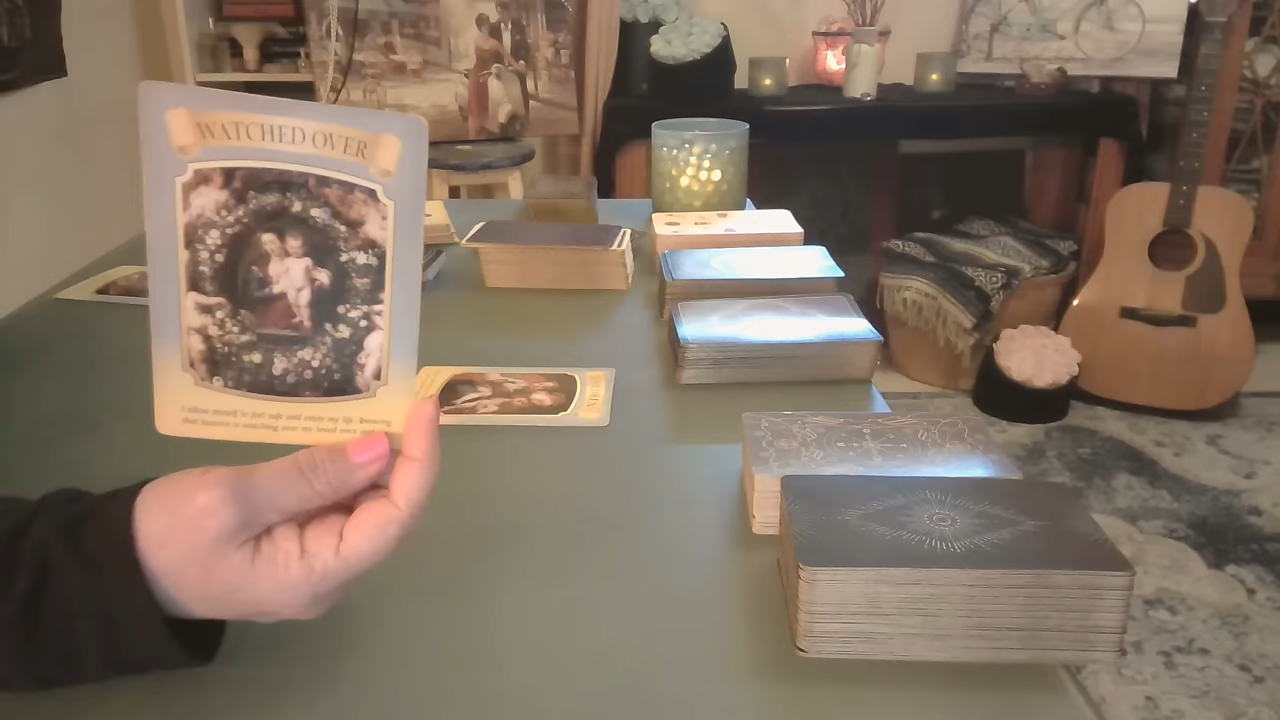 WATCHED OVER
I allow myself to feel safe and enjoy my life knowing
that heaven is watching over my loved ones